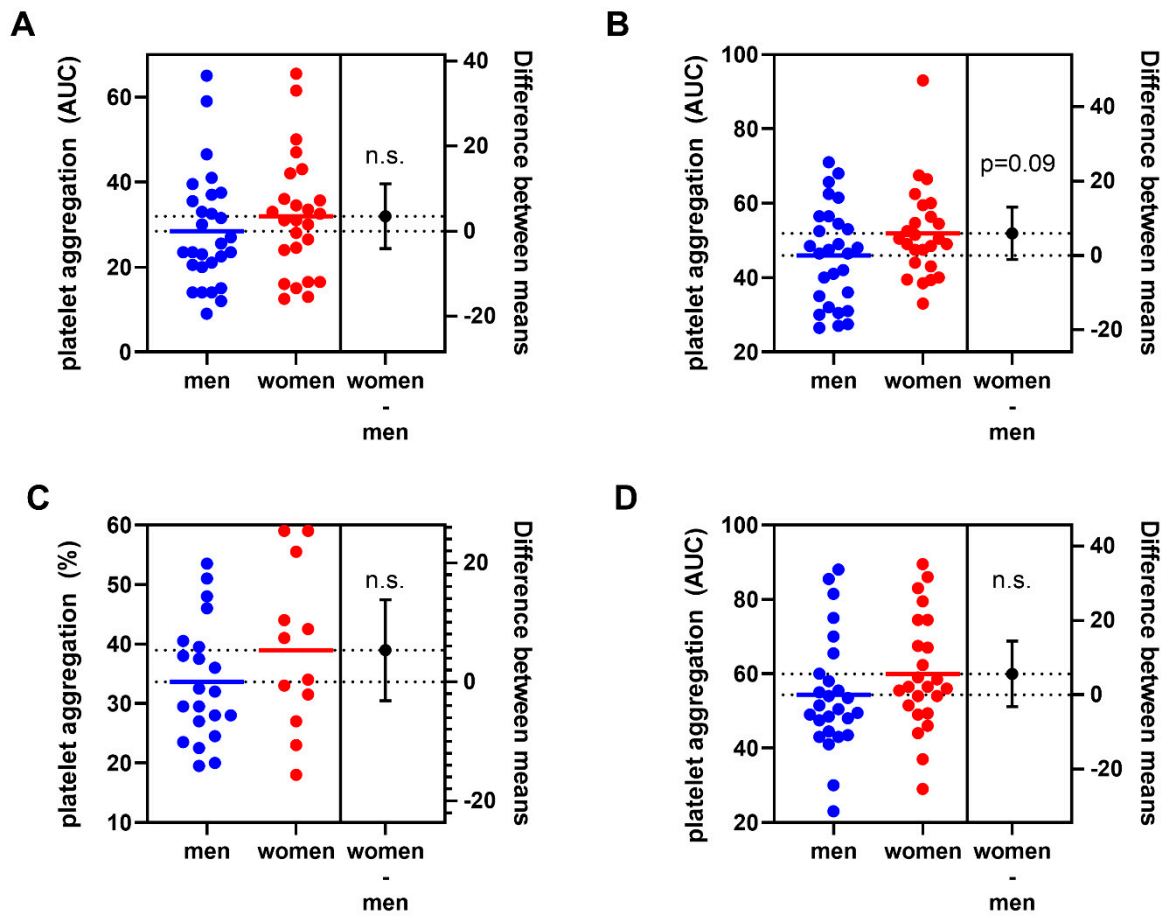 A
platelet aggregation (AUC)
60
40
20
0
n.s.
40
20
0
-20
Difference between means
men
women
women
-
men
B
platelet aggregation (AUC)
100
80
60
40
20
p=0.09
40
20
0
-20
Difference between means
men
women
women
-
men
C
platelet aggregation (%)
60
50
40
30
20
10
n.s.
20
0
-20
Difference between means
men
women
women
-
men
D
platelet aggregation (AUC)
100
80
60
40
20
n.s.
40
20
0
-20
Difference between means
men
women
women
-
men